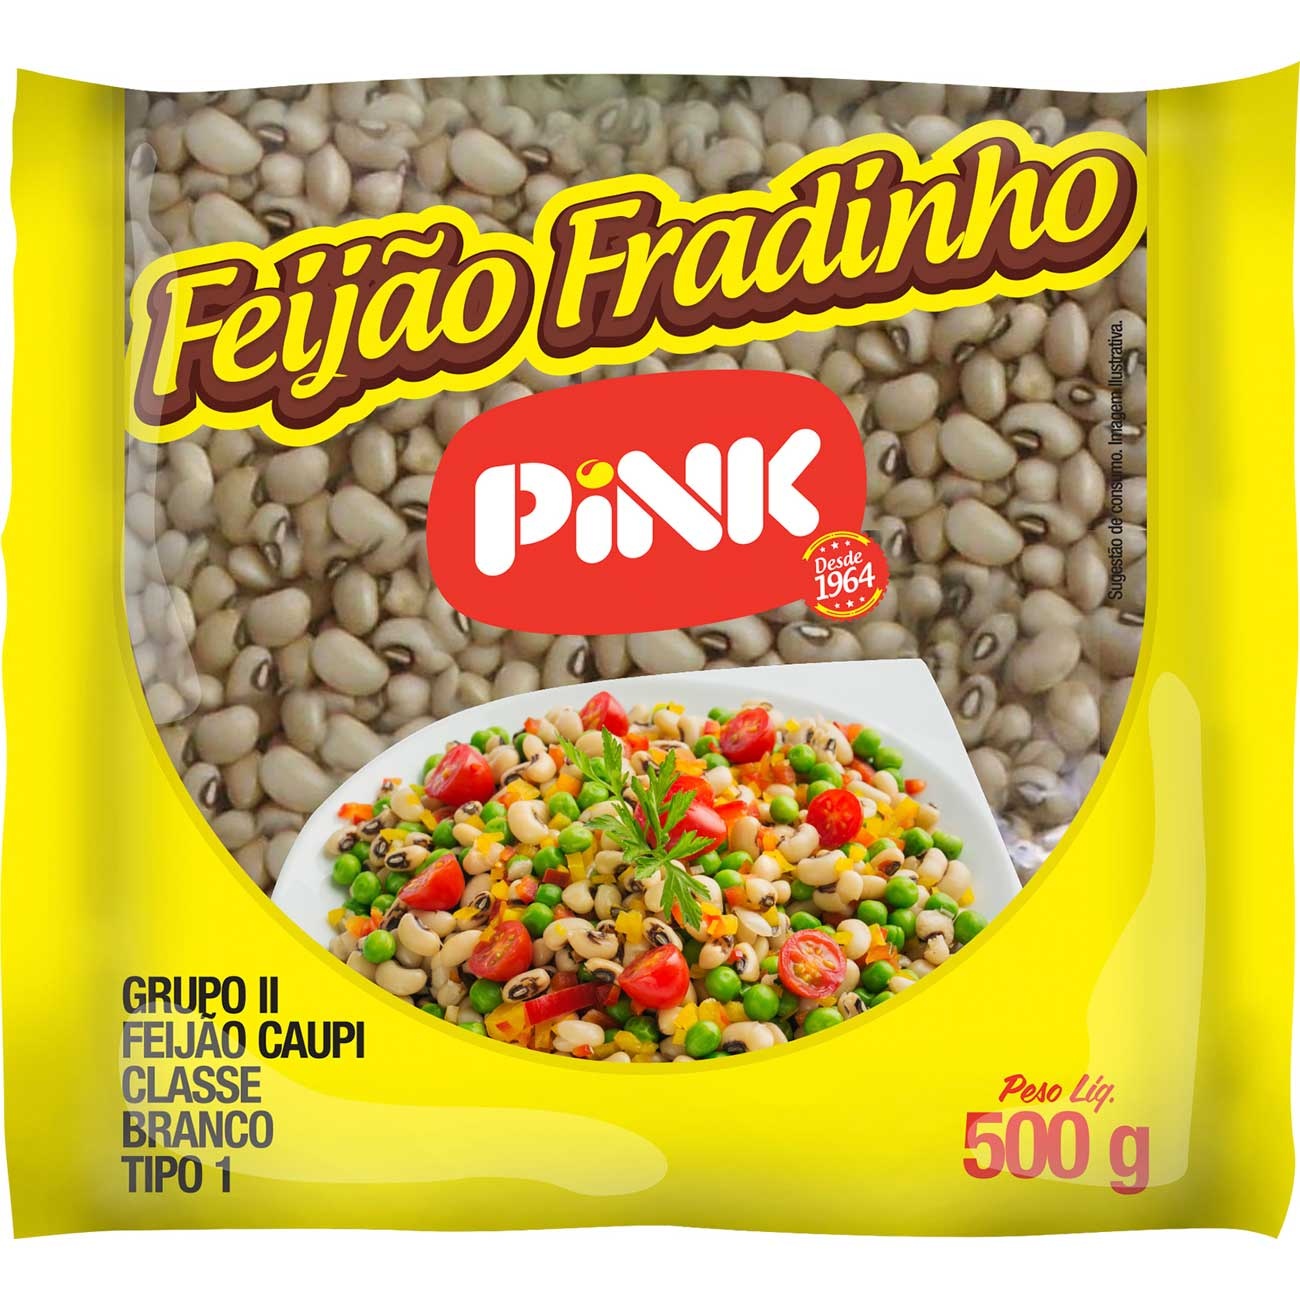 Feijão Fradinho
PiNK
Desde
1964
Sugestão de consumo. Imagem Ilustrativa.
GRUPO II
FEIJÃO CAUPI
CLASSE
BRANCO
TIPO 1
Peso Líq.
500 g